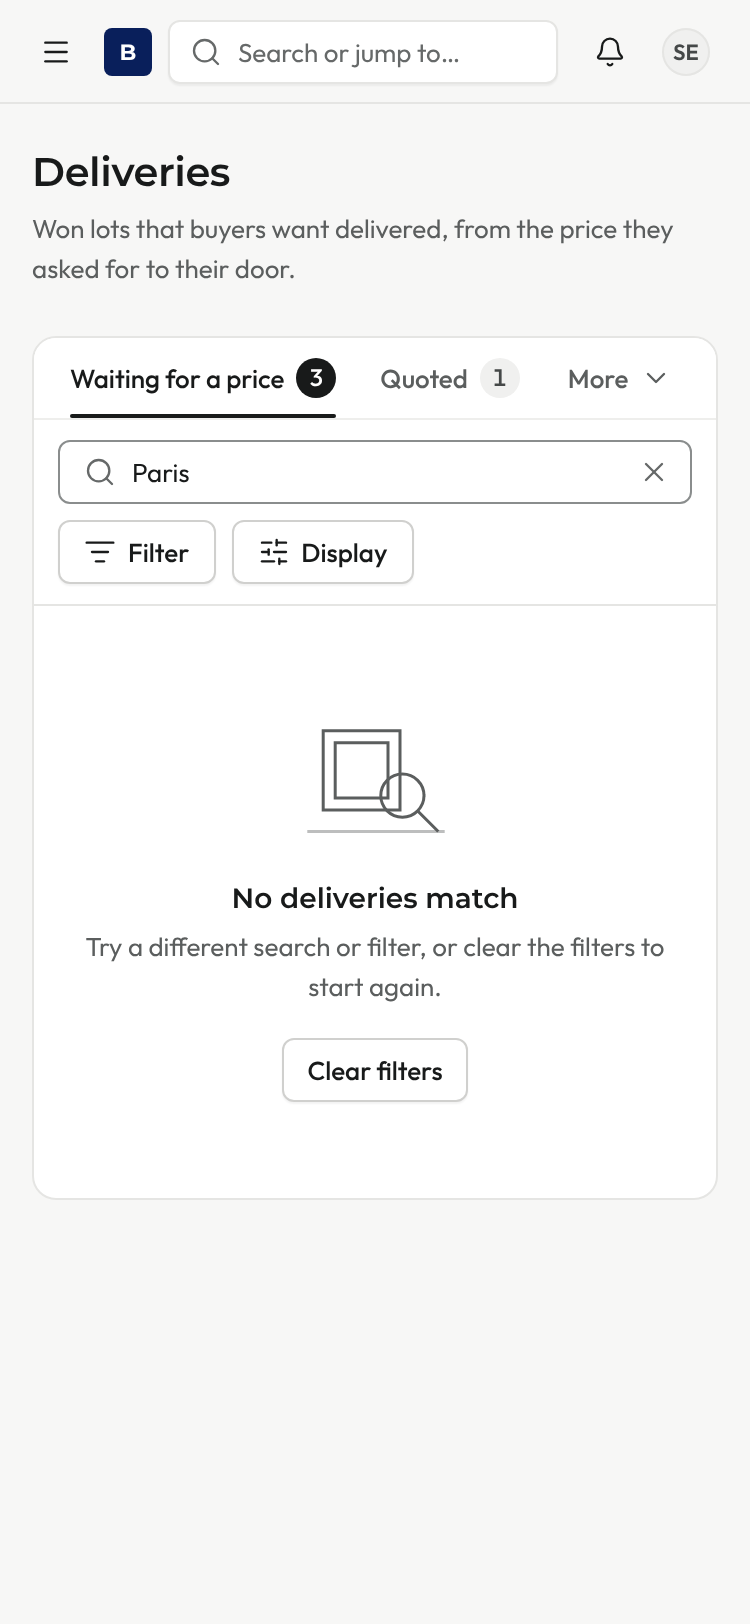 B
Search or jump to...
SE
Deliveries
Won lots that buyers want delivered, from the price they
asked for to their door.
Waiting for a price 3
Quoted 1
More
Paris
Filter
Display
No deliveries match
Try a different search or filter, or clear the filters to
start again.
Clear filters